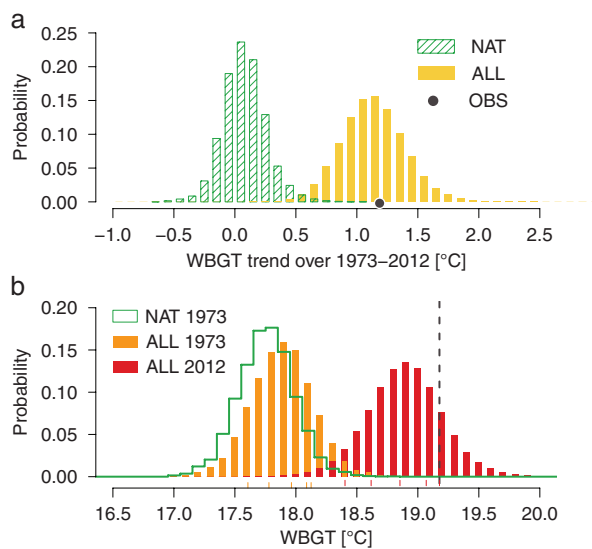 a
0.25
0.20
0.15
0.10
0.05
0.00
Probability
NAT
ALL
OBS
−1.0 −0.5 0.0 0.5 1.0 1.5 2.0 2.5
WBGT trend over 1973–2012 [°C]
b
0.20
0.15
0.10
0.05
0.00
Probability
NAT 1973
ALL 1973
ALL 2012
16.5 17.0 17.5 18.0 18.5 19.0 19.5 20.0
WBGT [°C]